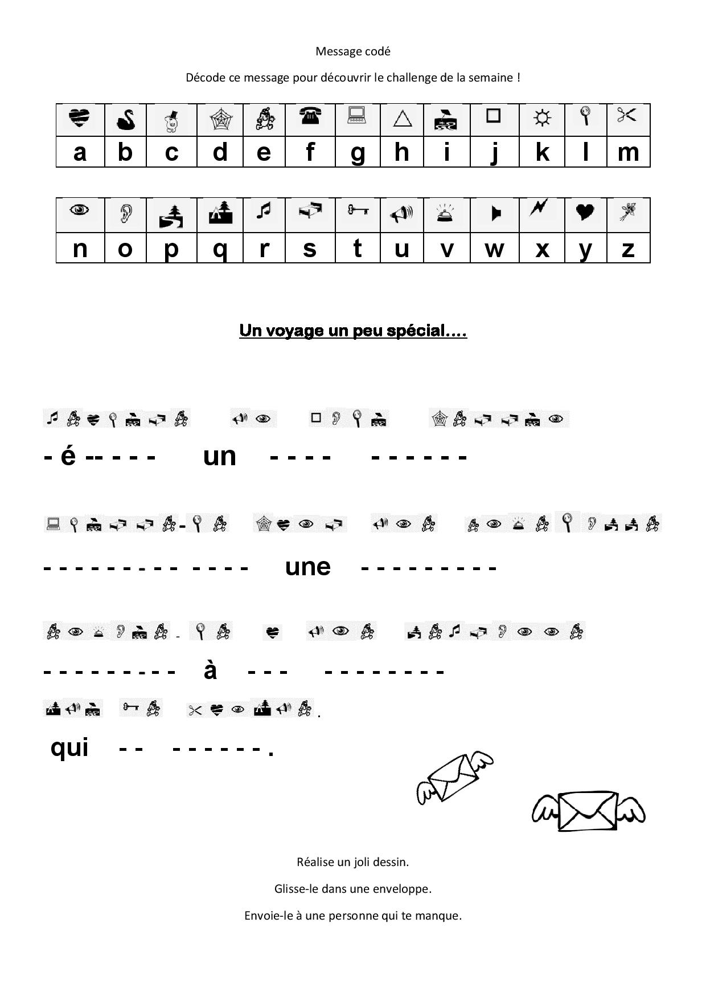 Message codé
Décode ce message pour découvrir le challenge de la semaine !
a b c d e f g h i j k l m
n o p q r s t u v w x y z
Un voyage un peu spécial....
-
- é -- - - - un - - - - - - - - - -
- - - - - - - - - - - - - - une - - - - - - - - -
-
- - - - - - - - - à - - - - - - - - - - -
.
qui - - - - - - - - .
Réalise un joli dessin.
Glisse-le dans une enveloppe.
Envoie-le à une personne qui te manque.